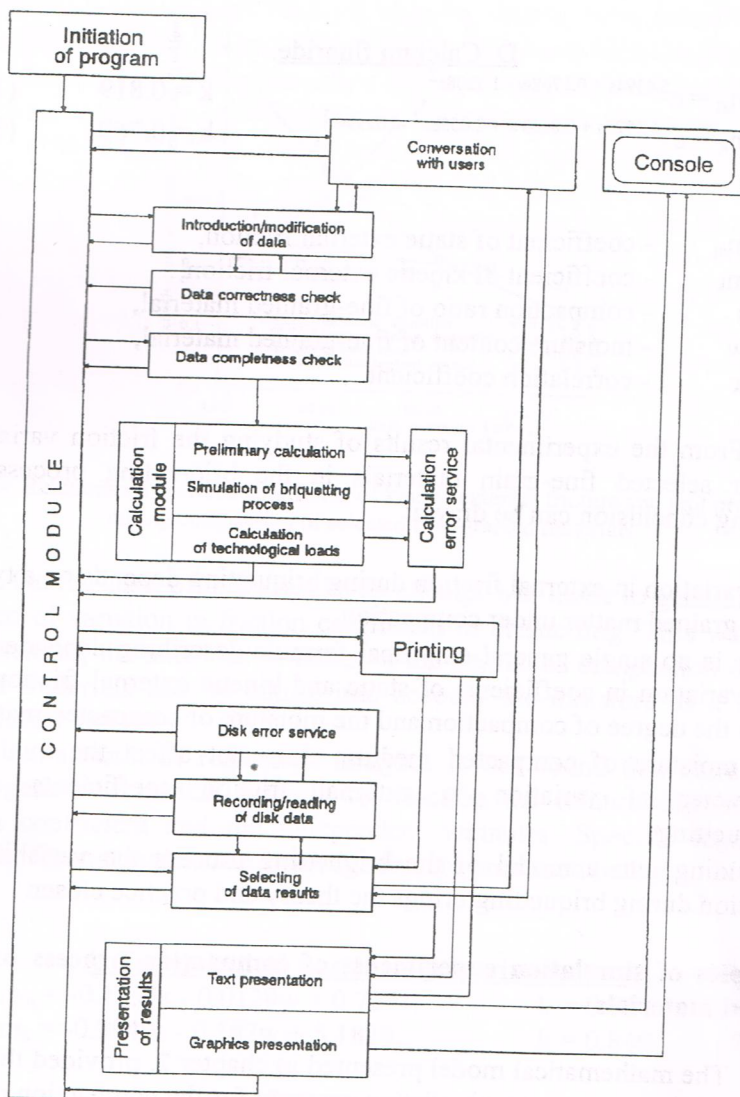 Initiation
of program
CONTROL MODULE
Conversation
with users
Console
Introduction/modification
of data
Data correctness check
Data completness check
Calculation
module
Preliminary calculation
Simulation of briquetting
process
Calculation
of technological loads
Calculation
error service
Printing
Disk error service
Recording/reading
of disk data
Selecting
of data results
Presentation
of results
Text presentation
Graphics presentation